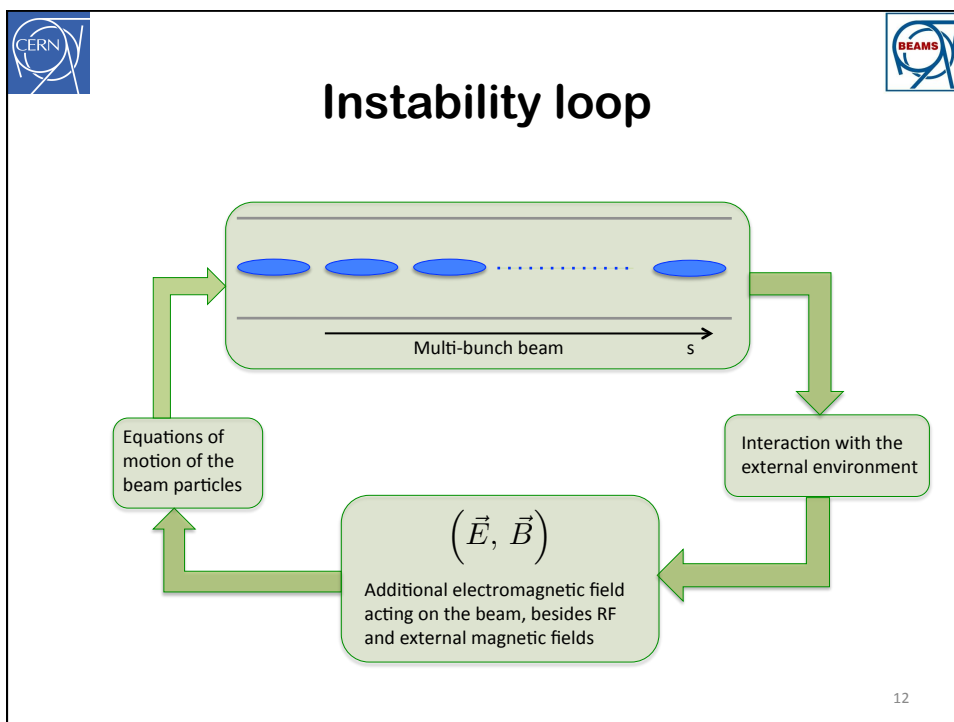 CERN
BEAMS
Instability loop
Multi-bunch beam s
Interaction with the
external environment
(E⃗, B⃗)
Additional electromagnetic field
acting on the beam, besides RF
and external magnetic fields
Equations of
motion of the
beam particles
12